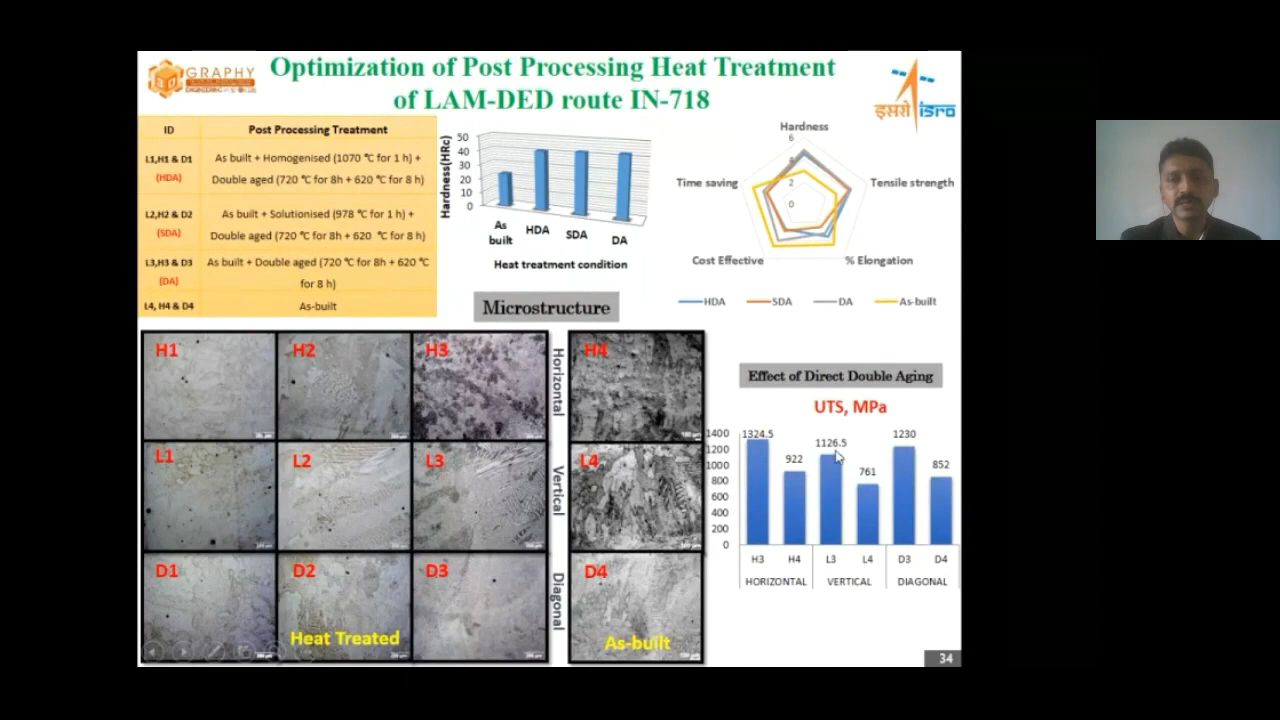 GRAPHY
Optimization of Post Processing Heat Treatment
of LAM-DED route IN-718
इसरो isro
ID Post Processing Treatment
L1,H1 & D1 As built + Homogenised (1070 ℃ for 1 h) +
(HDA) Double aged (720 ℃ for 8h + 620 ℃ for 8 h)
L2,H2 & D2 As built + Solutionised (978 ℃ for 1 h) +
(SDA) Double aged (720 ℃ for 8h + 620 ℃ for 8 h)
L3,H3 & D3 As built + Double aged (720 ℃ for 8h + 620 ℃
(DA) for 8 h)
L4, H4 & D4 As-built
Hardness(HRc)
50
40
30
20
10
0
As built HDA SDA DA
Heat treatment condition
Hardness
6
4
2
0
Time saving Tensile strength
Cost Effective % Elongation
HDA SDA DA As-built
Microstructure
H1 H2 H3 Horizontal H4
L1 L2 L3 Vertical L4
D1 D2 D3 Diagonal D4
Heat Treated As-built
Effect of Direct Double Aging
UTS, MPa
1400
1200
1000
800
600
400
200
0
1324.5 922 1126.5 761 1230 852
H3 H4 L3 L4 D3 D4
HORIZONTAL VERTICAL DIAGONAL
34